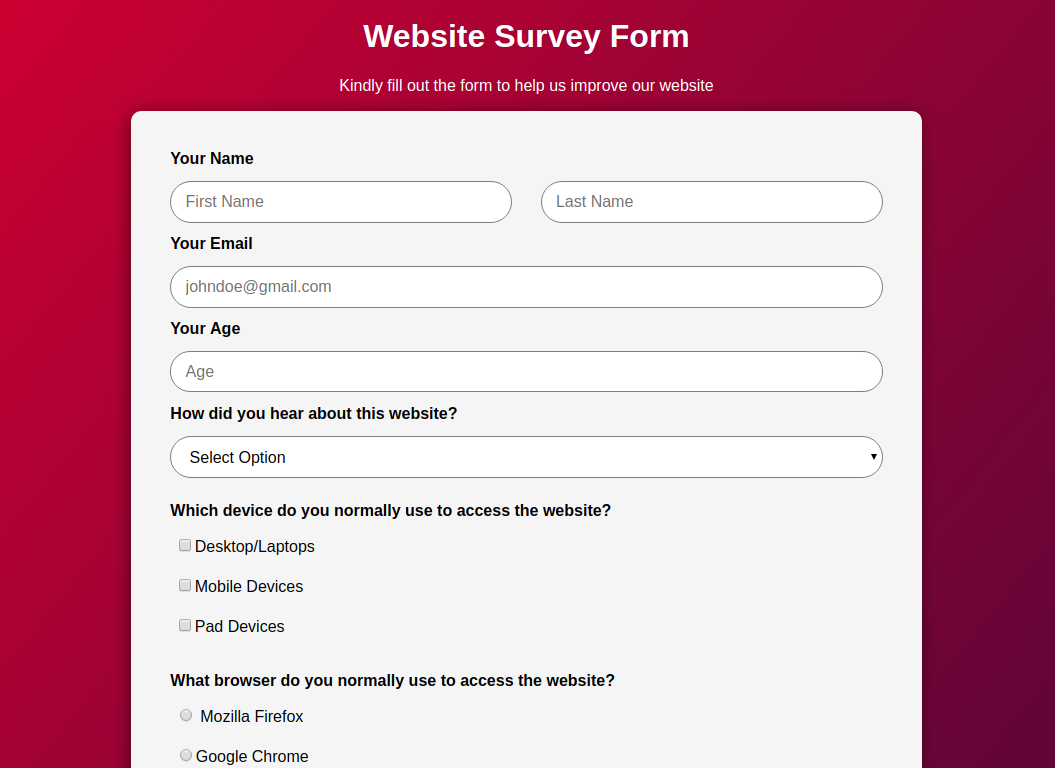 Website Survey Form
Kindly fill out the form to help us improve our website
Your Name
First Name Last Name
Your Email
johndoe@gmail.com
Your Age
Age
How did you hear about this website?
Select Option
Which device do you normally use to access the website?
Desktop/Laptops
Mobile Devices
Pad Devices
What browser do you normally use to access the website?
Mozilla Firefox
Google Chrome